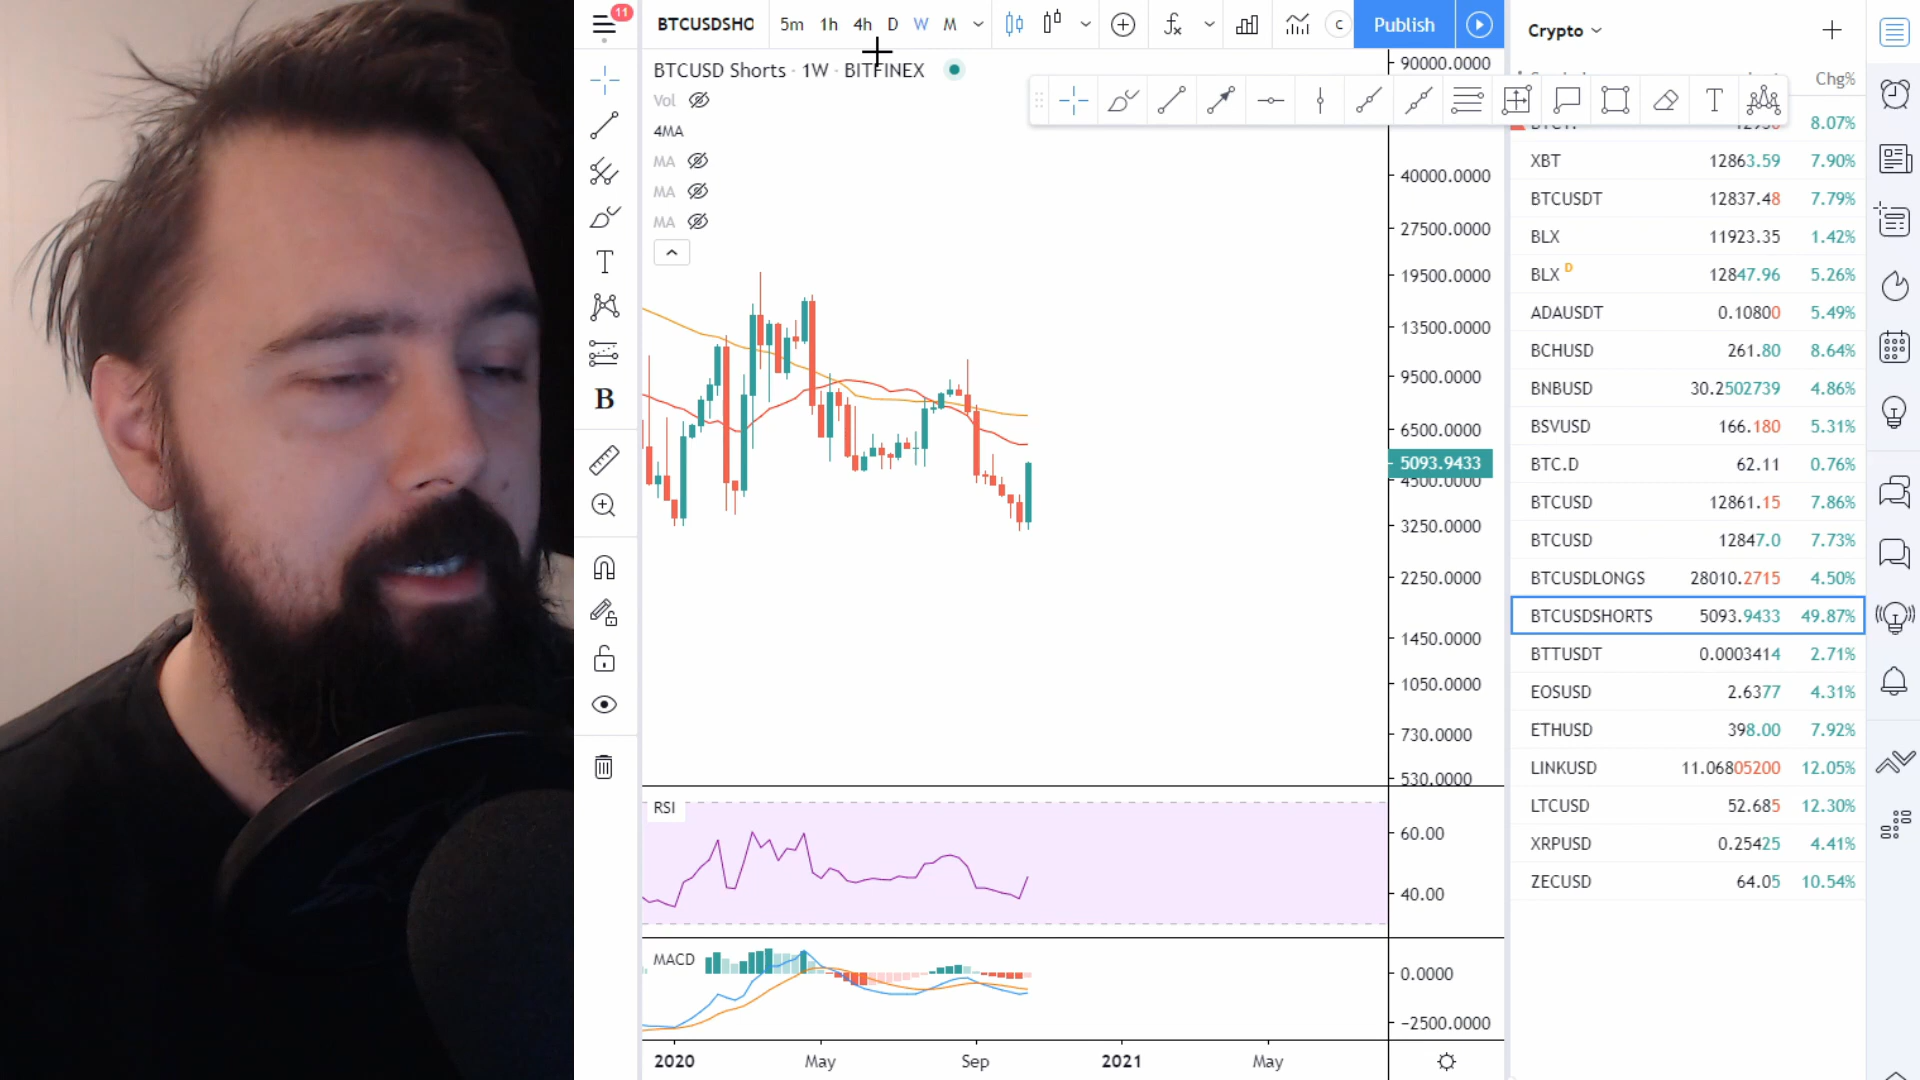 11
BTCUSDSHO
5m 1h 4h D W M
C
Publish
BTCUSD Shorts · 1W · BITFINEX
Vol
4MA
MA
MA
MA
T
B
90000.0000
40000.0000
27500.0000
19500.0000
13500.0000
9500.0000
6500.0000
5093.9433
4500.0000
3250.0000
2250.0000
1450.0000
1050.0000
730.0000
530.0000
RSI
60.00
40.00
MACD
0.0000
-2500.0000
2020 May Sep 2021 May
Crypto
Chg%
8.07%
XBT 12863.59 7.90%
BTCUSDT 12837.48 7.79%
BLX 11923.35 1.42%
BLX D 12847.96 5.26%
ADAUSDT 0.10800 5.49%
BCHUSD 261.80 8.64%
BNBUSD 30.2502739 4.86%
BSVUSD 166.180 5.31%
BTC.D 62.11 0.76%
BTCUSD 12861.15 7.86%
BTCUSD 12847.0 7.73%
BTCUSDLONGS 28010.2715 4.50%
BTCUSDSHORTS 5093.9433 49.87%
BTTUSDT 0.0003414 2.71%
EOSUSD 2.6377 4.31%
ETHUSD 398.00 7.92%
LINKUSD 11.06805200 12.05%
LTCUSD 52.685 12.30%
XRPUSD 0.25425 4.41%
ZECUSD 64.05 10.54%